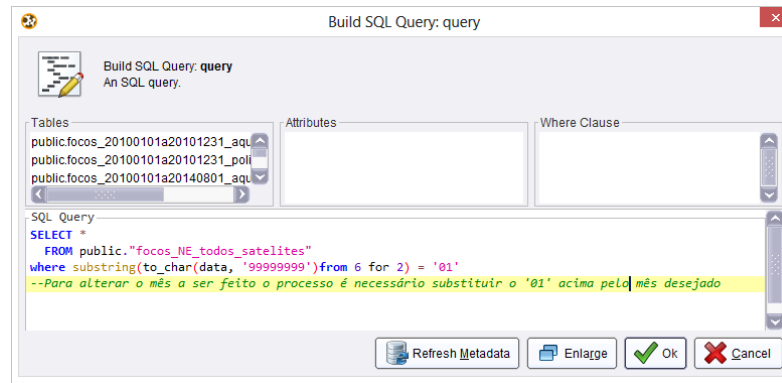 Build SQL Query: query
Build SQL Query: query
An SQL query.
Tables
Attributes
Where Clause
public.focos_20100101a20101231_aqu
public.focos_20100101a20101231_poli
public.focos_20100101a20140801_aqu
SQL Query
SELECT *
FROM public."focos_NE_todos_satelites"
where substring(to_char(data, '99999999')from 6 for 2) = '01'
--Para alterar o mês a ser feito o processo é necessário substituir o '01' acima pelo mês desejado
Refresh Metadata
Enlarge
Ok
Cancel